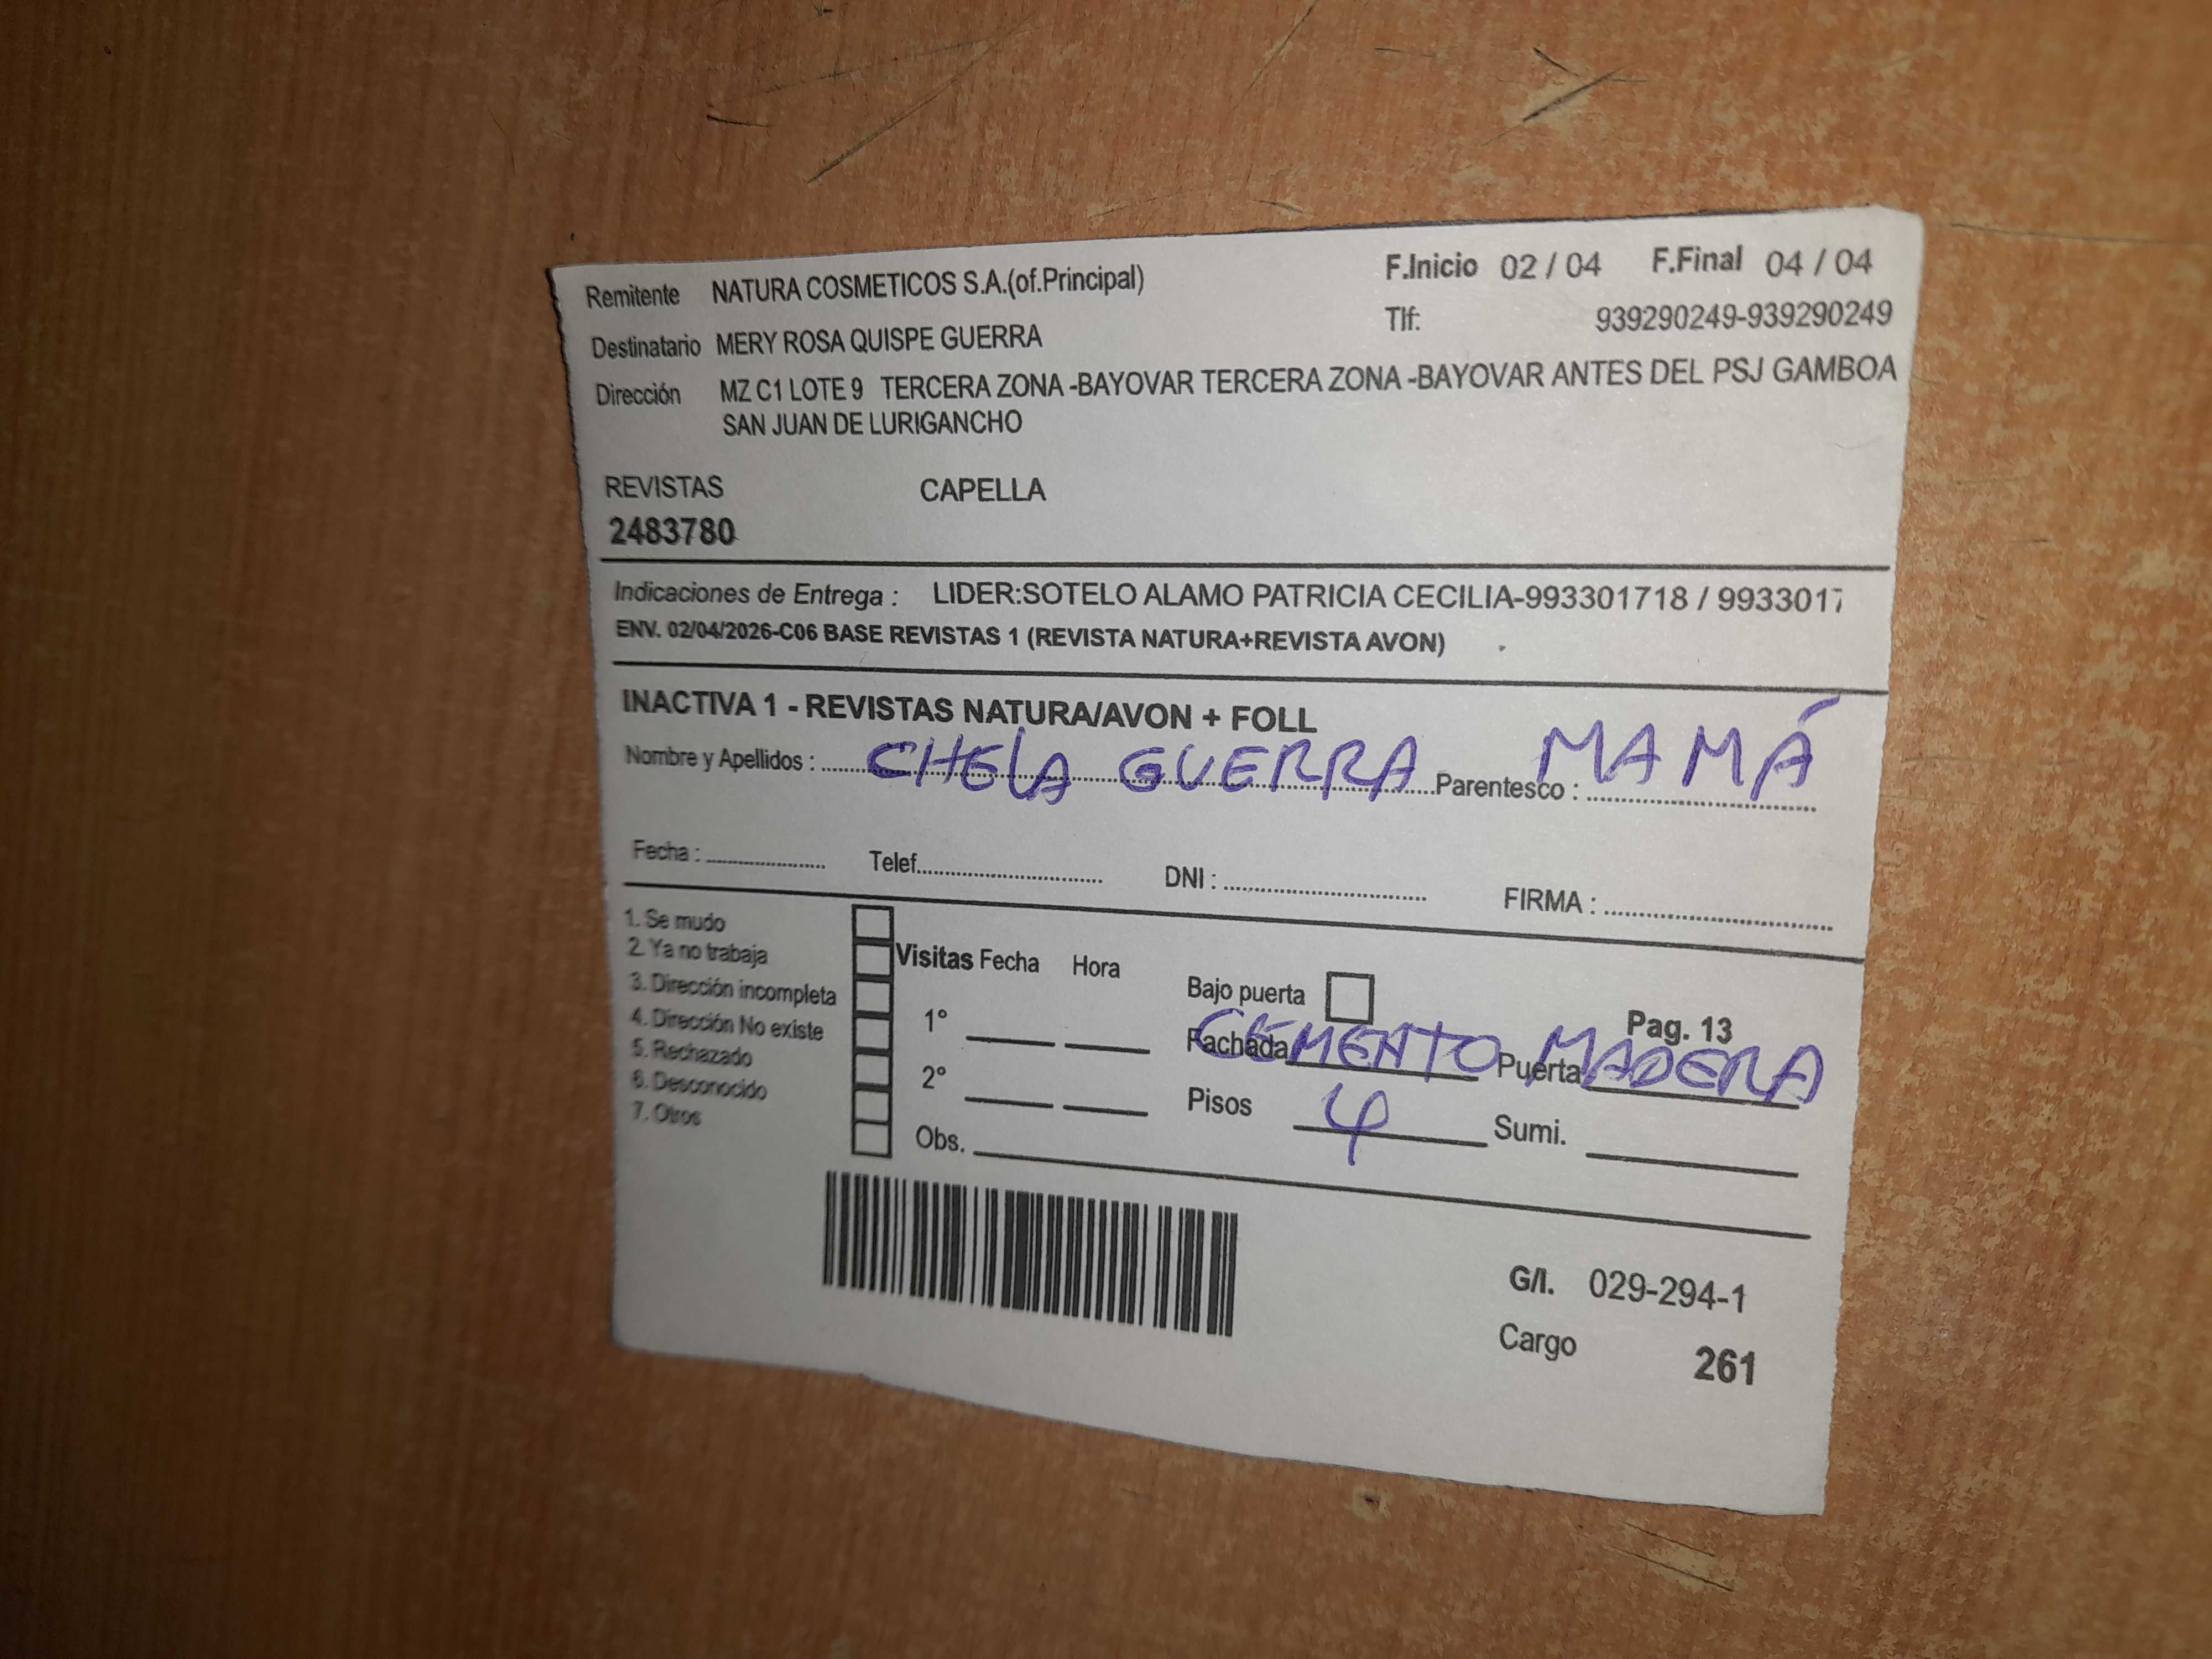 Remitente NATURA COSMETICOS S.A.(of.Principal) F.Inicio 02 / 04 F.Final 04 / 04
Tlf: 939290249-939290249
Destinatario MERY ROSA QUISPE GUERRA
Dirección MZ C1 LOTE 9 TERCERA ZONA -BAYOVAR TERCERA ZONA -BAYOVAR ANTES DEL PSJ GAMBOA
SAN JUAN DE LURIGANCHO
REVISTAS CAPELLA
2483780
Indicaciones de Entrega : LIDER:SOTELO ALAMO PATRICIA CECILIA-993301718 / 9933017
ENV. 02/04/2026-C06 BASE REVISTAS 1 (REVISTA NATURA+REVISTA AVON)
INACTIVA 1 - REVISTAS NATURA/AVON + FOLL
Nombre y Apellidos : CHELA GUERRA Parentesco : MAMÁ
Fecha : Telef. DNI : FIRMA :
1. Se mudo
2. Ya no trabaja
3. Dirección incompleta
4. Dirección No existe
5. Rechazado
6. Desconocido
7. Otros
Visitas Fecha Hora
1°
2°
Obs.
Bajo puerta
Pag. 13
Fachada CEMENTO Puerta MADERA
Pisos 4 Sumi.
G/I. 029-294-1
Cargo 261